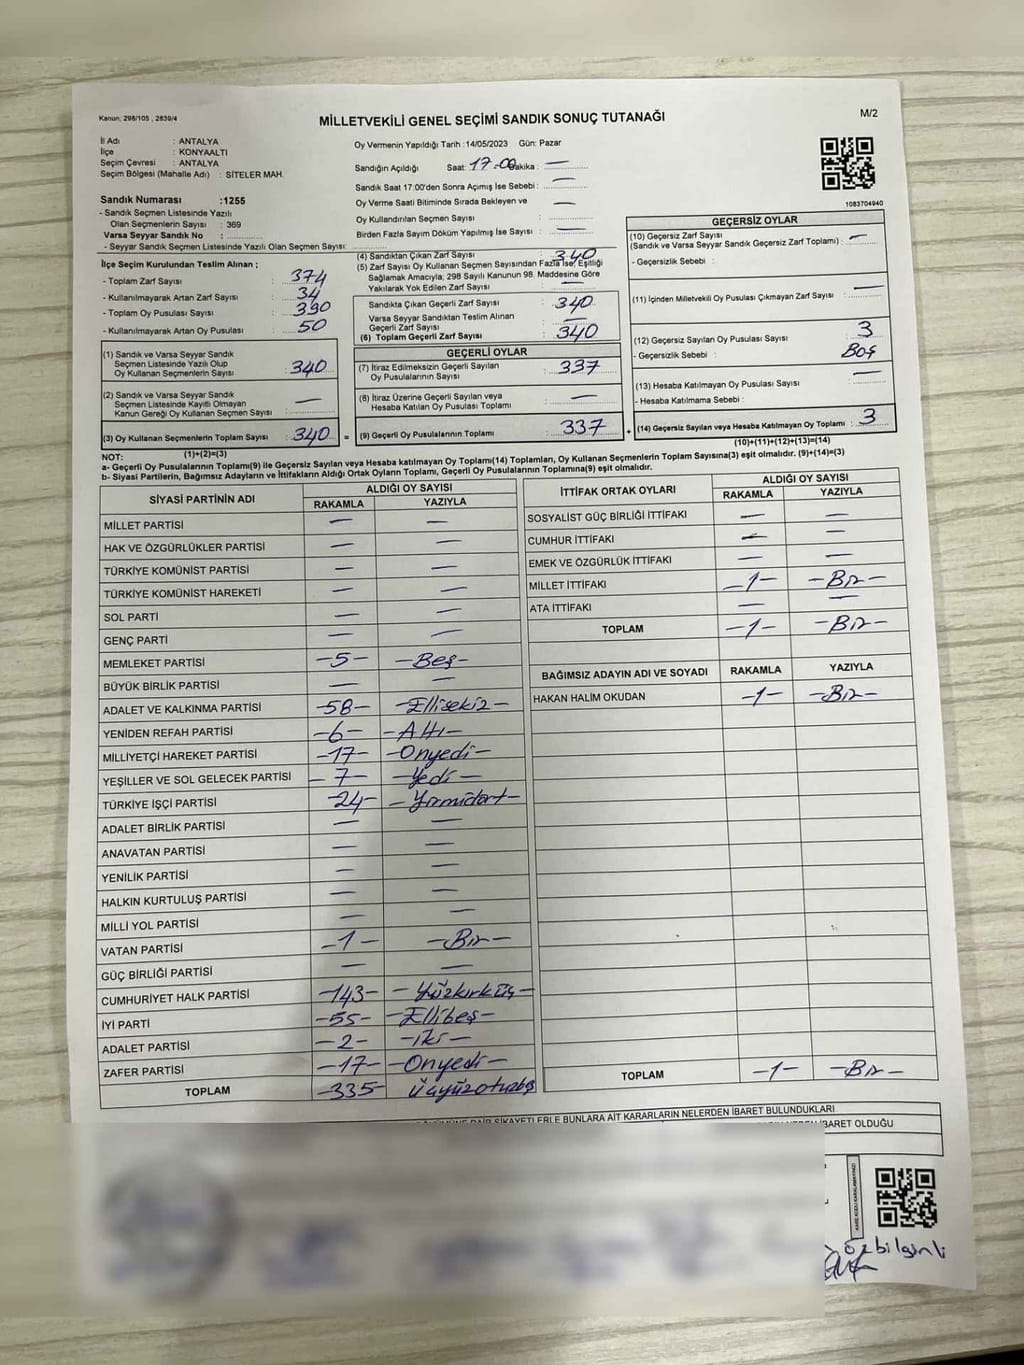 Kanun, 298/105 , 2839/4
MİLLETVEKİLİ GENEL SEÇİMİ SANDIK SONUÇ TUTANAĞI
M/2
İl Adı : ANTALYA
İlçe : KONYAALTI
Seçim Çevresi : ANTALYA
Seçim Bölgesi (Mahalle Adı) : SİTELER MAH.
Sandık Numarası :1255
- Sandık Seçmen Listesinde Yazılı
Olan Seçmenlerin Sayısı : 369
Varsa Seyyar Sandık No :
- Seyyar Sandık Seçmen Listesinde Yazılı Olan Seçmen Sayısı:
Oy Vermenin Yapıldığı Tarih :14/05/2023 Gün: Pazar
Sandığın Açıldığı Saat: 17-00 Dakika : —
Sandık Saat 17:00'den Sonra Açımış İse Sebebi : —
Oy Verme Saati Bitiminde Sırada Bekleyen ve
Oy Kullandırılan Seçmen Sayısı : —
Birden Fazla Sayım Döküm Yapılmış İse Sayısı : —
1083704940
İlçe Seçim Kurulundan Teslim Alınan ;
- Toplam Zarf Sayısı : 374
- Kullanılmayarak Artan Zarf Sayısı : 34
- Toplam Oy Pusulası Sayısı : 390
- Kullanılmayarak Artan Oy Pusulası : 50
(1) Sandık ve Varsa Seyyar Sandık
Seçmen Listesinde Yazılı Olup
Oy Kullanan Seçmenlerin Sayısı : 340
(2) Sandık ve Varsa Seyyar Sandık
Seçmen Listesinde Kayıtlı Olmayan
Kanun Gereği Oy Kullanan Seçmen Sayısı : —
(3) Oy Kullanan Seçmenlerin Toplam Sayısı : 340 =
(1)+(2)=(3)
(4) Sandıktan Çıkan Zarf Sayısı : 340
(5) Zarf Sayısı Oy Kullanan Seçmen Sayısından Fazla İse, Eşitliği
Sağlamak Amacıyla; 298 Sayılı Kanunun 98. Maddesine Göre
Yakılarak Yok Edilen Zarf Sayısı : —
Sandıkta Çıkan Geçerli Zarf Sayısı : 340
Varsa Seyyar Sandıktan Teslim Alınan
Geçerli Zarf Sayısı : —
(6) Toplam Geçerli Zarf Sayısı : 340
GEÇERLİ OYLAR
(7) İtiraz Edilmeksizin Geçerli Sayılan
Oy Pusulalarının Sayısı : 337
(8) İtiraz Üzerine Geçerli Sayılan veya
Hesaba Katılan Oy Pusulası Toplamı : —
(9) Geçerli Oy Pusulalarının Toplamı : 337 +
GEÇERSİZ OYLAR
(10) Geçersiz Zarf Sayısı
(Sandık ve Varsa Seyyar Sandık Geçersiz Zarf Toplamı) : —
- Geçersizlik Sebebi :
(11) İçinden Milletvekili Oy Pusulası Çıkmayan Zarf Sayısı : —
(12) Geçersiz Sayılan Oy Pusulası Sayısı : 3
- Geçersizlik Sebebi : Boş
(13) Hesaba Katılmayan Oy Pusulası Sayısı : —
- Hesaba Katılmama Sebebi :
(14) Geçersiz Sayılan veya Hesaba Katılmayan Oy Toplamı : 3
(10)+(11)+(12)+(13)=(14)
NOT:
a- Geçerli Oy Pusulalarının Toplamı(9) ile Geçersiz Sayılan veya Hesaba katılmayan Oy Toplamı(14) Toplamları, Oy Kullanan Seçmenlerin Toplam Sayısına(3) eşit olmalıdır. (9)+(14)=(3)
b- Siyasi Partilerin, Bağımsız Adayların ve İttifakların Aldığı Oyların Toplamı, Geçerli Oy Pusulalarının Toplamına(9) eşit olmalıdır.
SİYASİ PARTİNİN ADI
ALDIĞI OY SAYISI
RAKAMLA YAZIYLA
MİLLET PARTİSİ — —
HAK VE ÖZGÜRLÜKLER PARTİSİ — —
TÜRKİYE KOMÜNİST PARTİSİ — —
TÜRKİYE KOMÜNİST HAREKETİ — —
SOL PARTİ — —
GENÇ PARTİ — —
MEMLEKET PARTİSİ -5- -Beş-
BÜYÜK BİRLİK PARTİSİ — —
ADALET VE KALKINMA PARTİSİ -58- -Ellisekiz-
YENİDEN REFAH PARTİSİ -6- -Altı-
MİLLİYETÇİ HAREKET PARTİSİ -17- -Onyedi-
YEŞİLLER VE SOL GELECEK PARTİSİ -7- -Yedi-
TÜRKİYE İŞÇİ PARTİSİ -24- -Yirmidört-
ADALET BİRLİK PARTİSİ — —
ANAVATAN PARTİSİ — —
YENİLİK PARTİSİ — —
HALKIN KURTULUŞ PARTİSİ — —
MİLLİ YOL PARTİSİ — —
VATAN PARTİSİ -1- -Bir-
GÜÇ BİRLİĞİ PARTİSİ — —
CUMHURİYET HALK PARTİSİ -143- -Yüzkırküç-
İYİ PARTİ -55- -Ellibeş-
ADALET PARTİSİ -2- -iki-
ZAFER PARTİSİ -17- -Onyedi-
TOPLAM -335- Üçyüzotuzbeş
İTTİFAK ORTAK OYLARI
ALDIĞI OY SAYISI
RAKAMLA YAZIYLA
SOSYALİST GÜÇ BİRLİĞİ İTTİFAKI — —
CUMHUR İTTİFAKI — —
EMEK VE ÖZGÜRLÜK İTTİFAKI — —
MİLLET İTTİFAKI -1- -Bir-
ATA İTTİFAKI — —
TOPLAM -1- -Bir-
BAĞIMSIZ ADAYIN ADI VE SOYADI RAKAMLA YAZIYLA
HAKAN HALİM OKUDAN -1- -Bir-
TOPLAM -1- -Bir-
ŞİKAYETLERLE BUNLARA AİT KARARLARIN NELERDEN İBARET BULUNDUKLARI
İBARET OLDUĞU
özbilginli